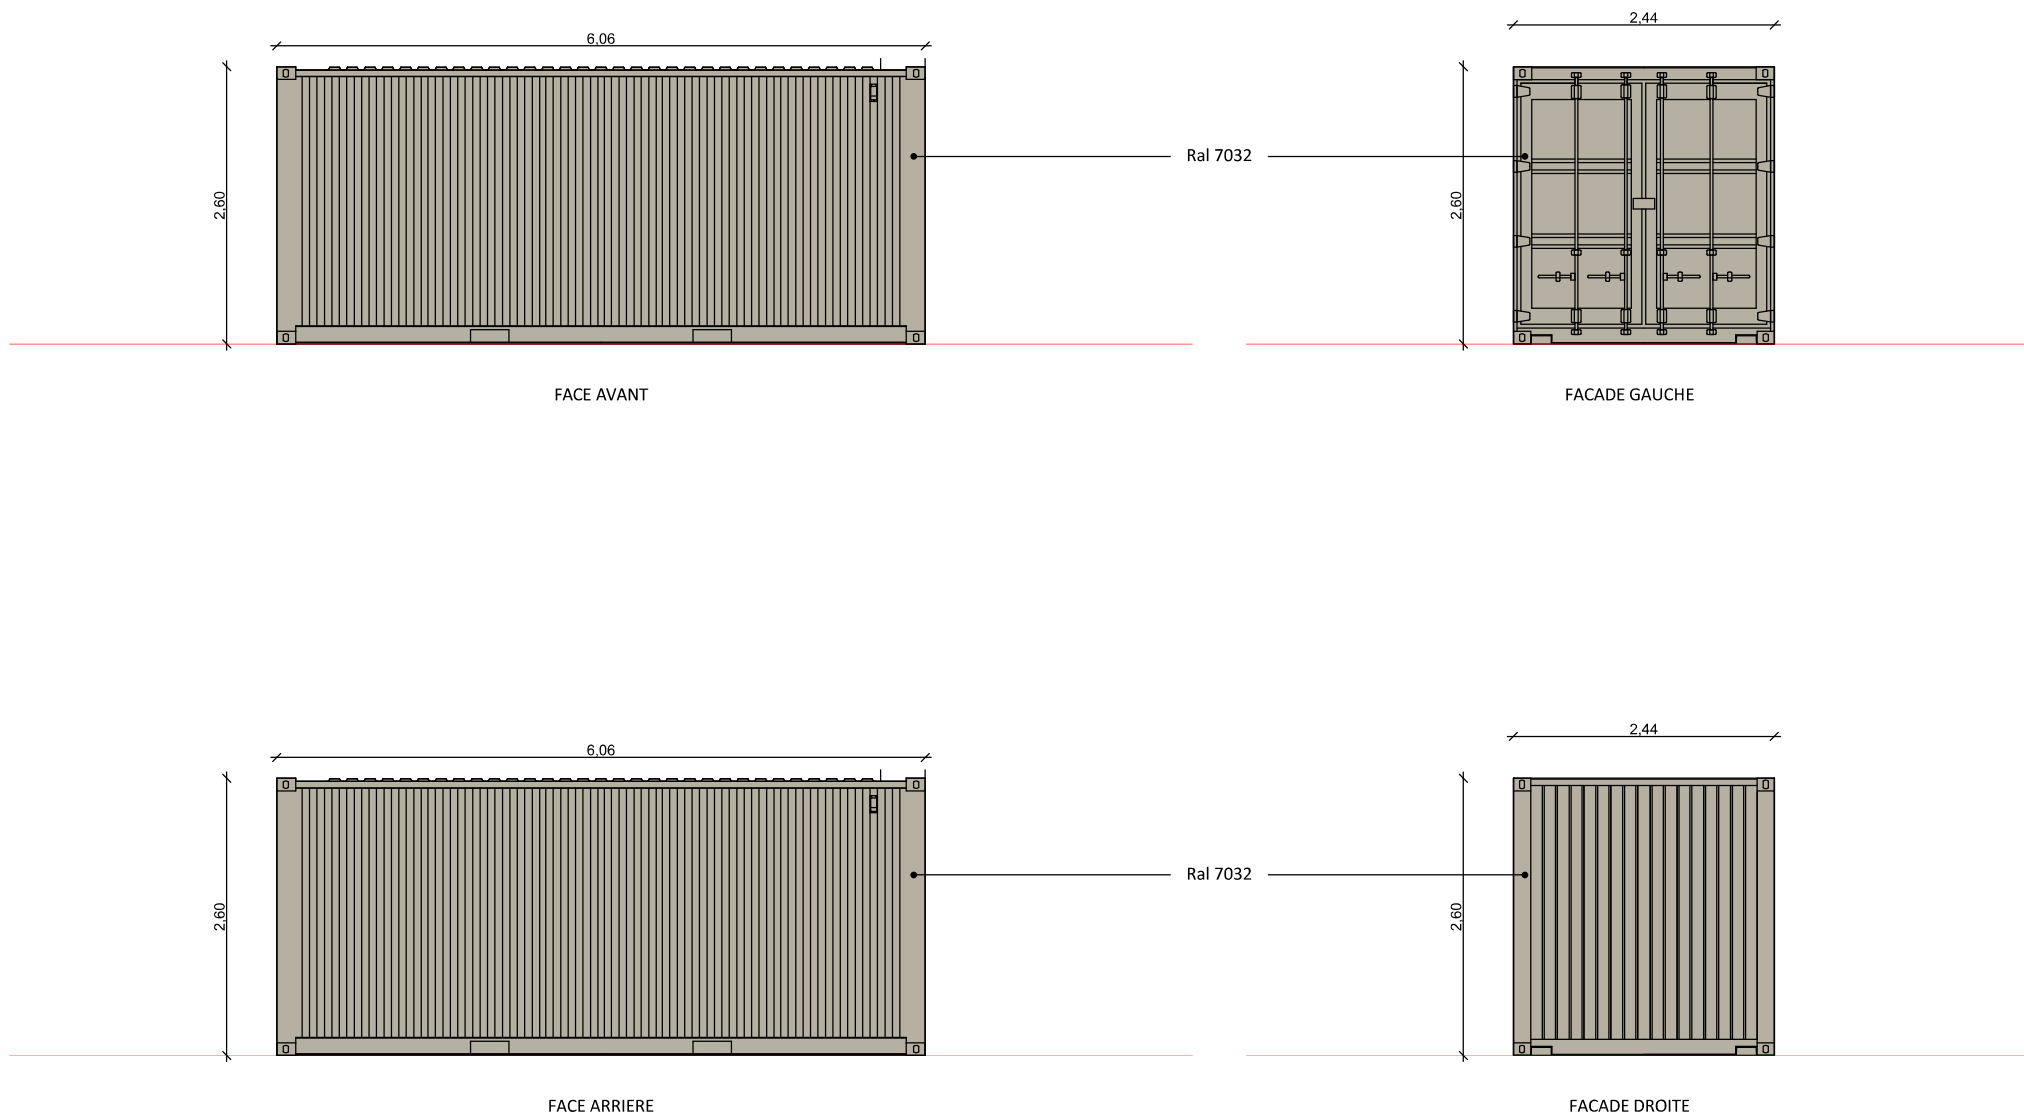 6,06
2,44
2,60
Ral 7032
2,60
FACE AVANT
FACADE GAUCHE
6,06
2,44
2,60
Ral 7032
2,60
FACE ARRIERE
FACADE DROITE